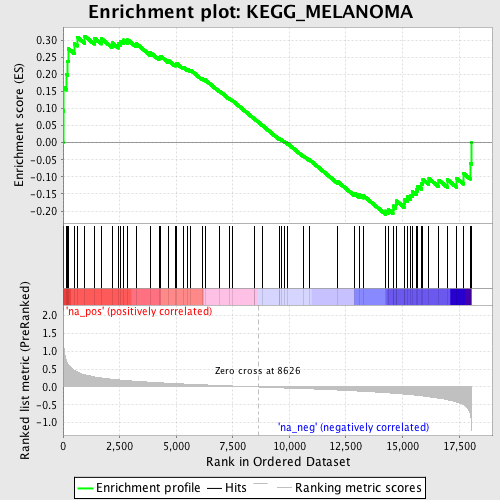 Enrichment plot: KEGG_MELANOMA
Enrichment score (ES)
0.30
0.25
0.20
0.15
0.10
0.05
0.00
-0.05
-0.10
-0.15
-0.20
'na_pos' (positively correlated)
Ranked list metric (PreRanked)
2.0
1.5
1.0
0.5
0.0
-0.5
-1.0
Zero cross at 8626
'na_neg' (negatively correlated)
0 2,500 5,000 7,500 10,000 12,500 15,000 17,500
Rank in Ordered Dataset
Enrichment profile Hits Ranking metric scores